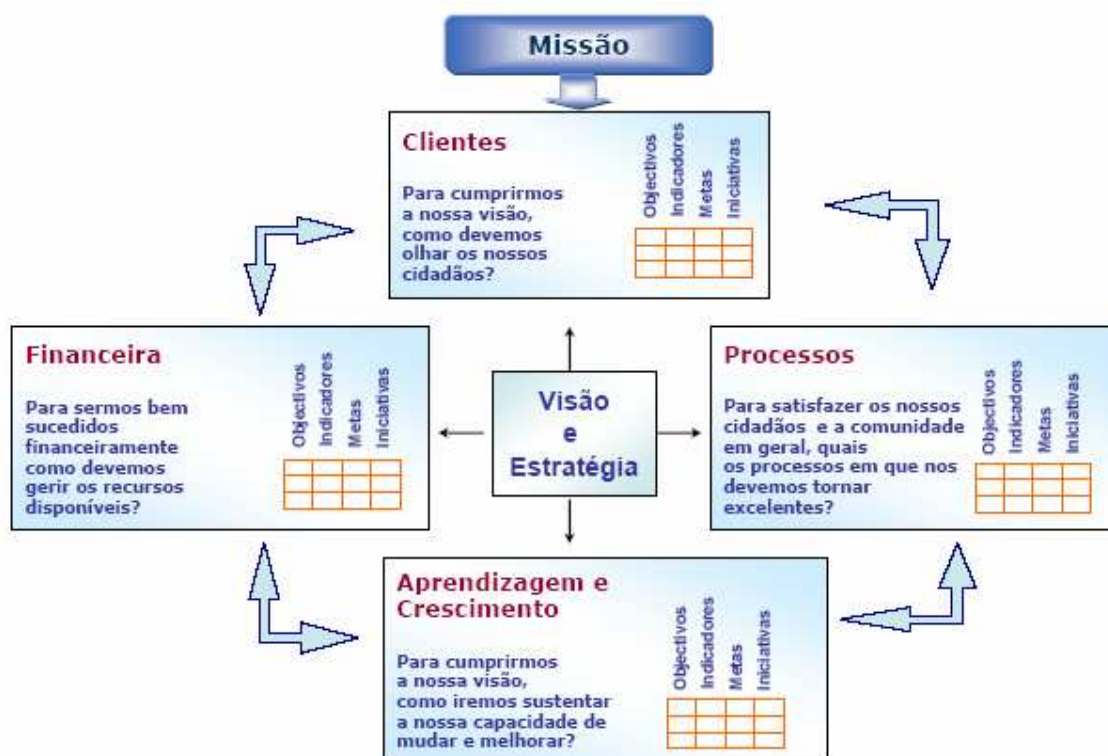 Missão
Clientes
Para cumprirmos
a nossa visão,
como devemos
olhar os nossos
cidadãos?
Objectivos
Indicadores
Metas
Iniciativas
Financeira
Para sermos bem
sucedidos
financeiramente
como devemos
gerir os recursos
disponíveis?
Objectivos
Indicadores
Metas
Iniciativas
Visão
e
Estratégia
Processos
Para satisfazer os nossos
cidadãos e a comunidade
em geral, quais
os processos em que nos
devemos tornar
excelentes?
Objectivos
Indicadores
Metas
Iniciativas
Aprendizagem e
Crescimento
Para cumprirmos
a nossa visão,
como iremos sustentar
a nossa capacidade de
mudar e melhorar?
Objectivos
Indicadores
Metas
Iniciativas